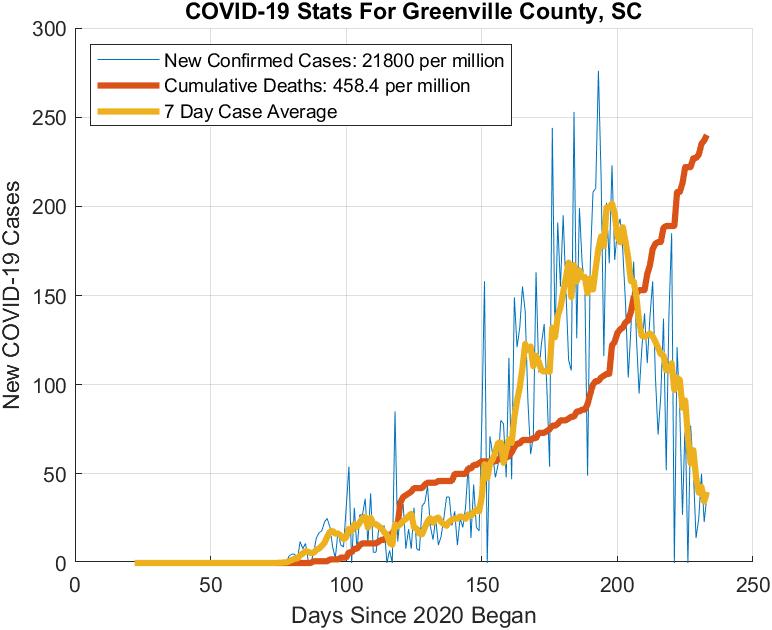 COVID-19 Stats For Greenville County, SC
300
New Confirmed Cases: 21800 per million
Cumulative Deaths: 458.4 per million
7 Day Case Average
250
200
150
100
50
0
New COVID-19 Cases
0 50 100 150 200 250
Days Since 2020 Began